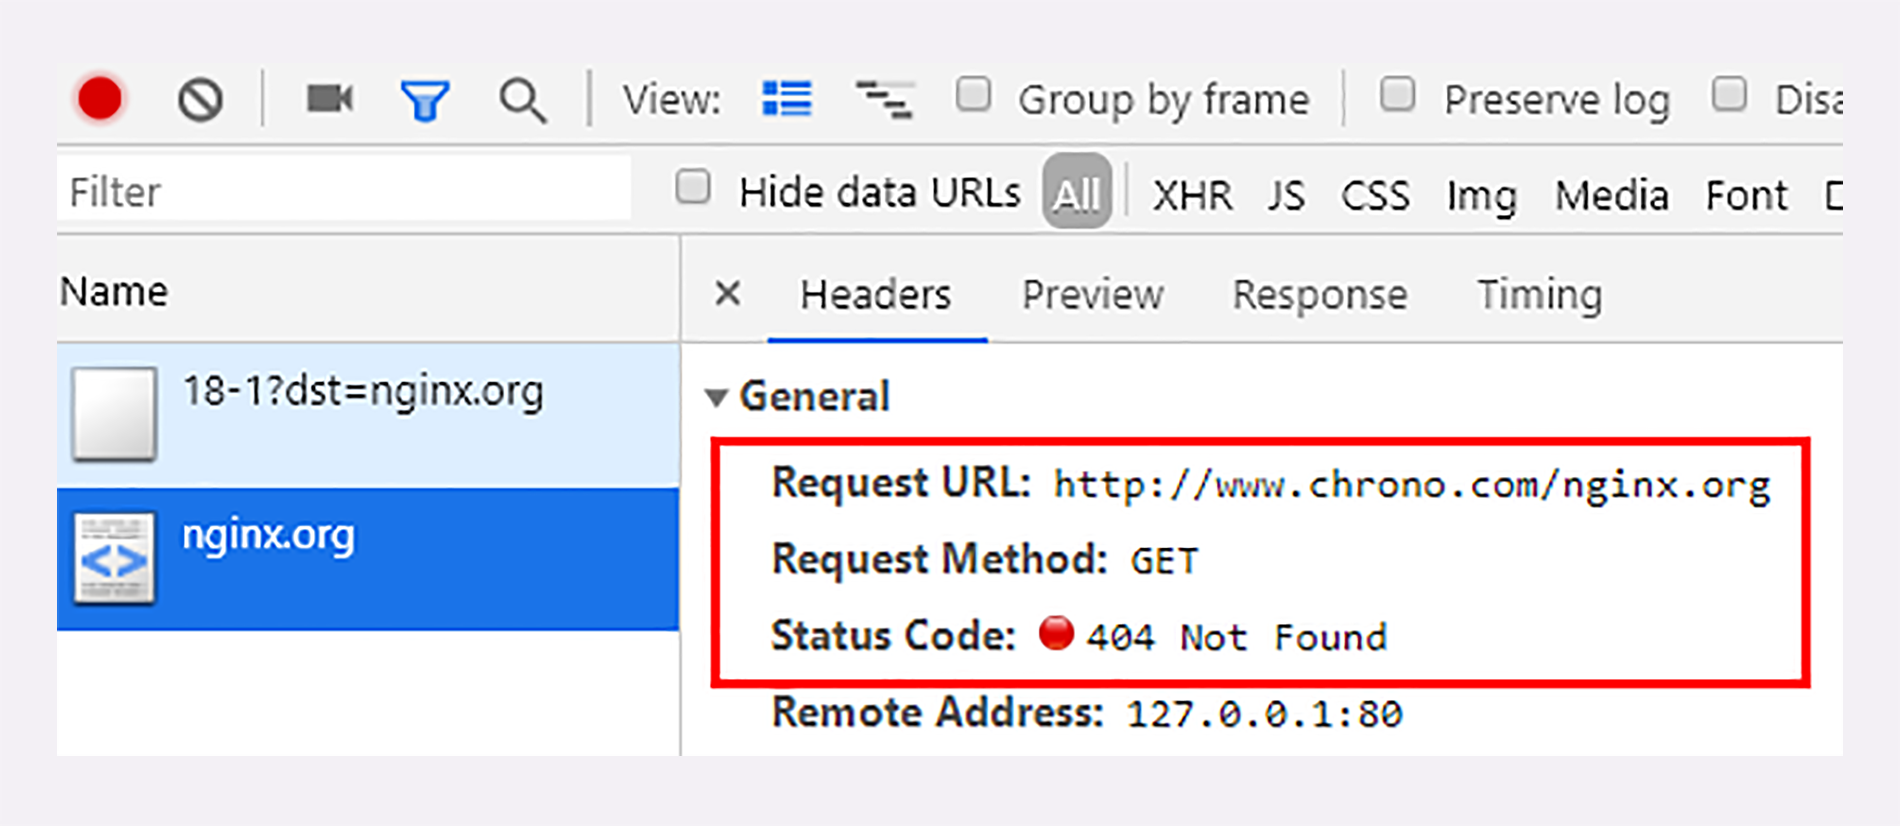 View: Group by frame Preserve log
Filter Hide data URLs All XHR JS CSS Img Media Font
Name
× Headers Preview Response Timing
18-1?dst=nginx.org
nginx.org
▼ General
Request URL: http://www.chrono.com/nginx.org
Request Method: GET
Status Code: 404 Not Found
Remote Address: 127.0.0.1:80